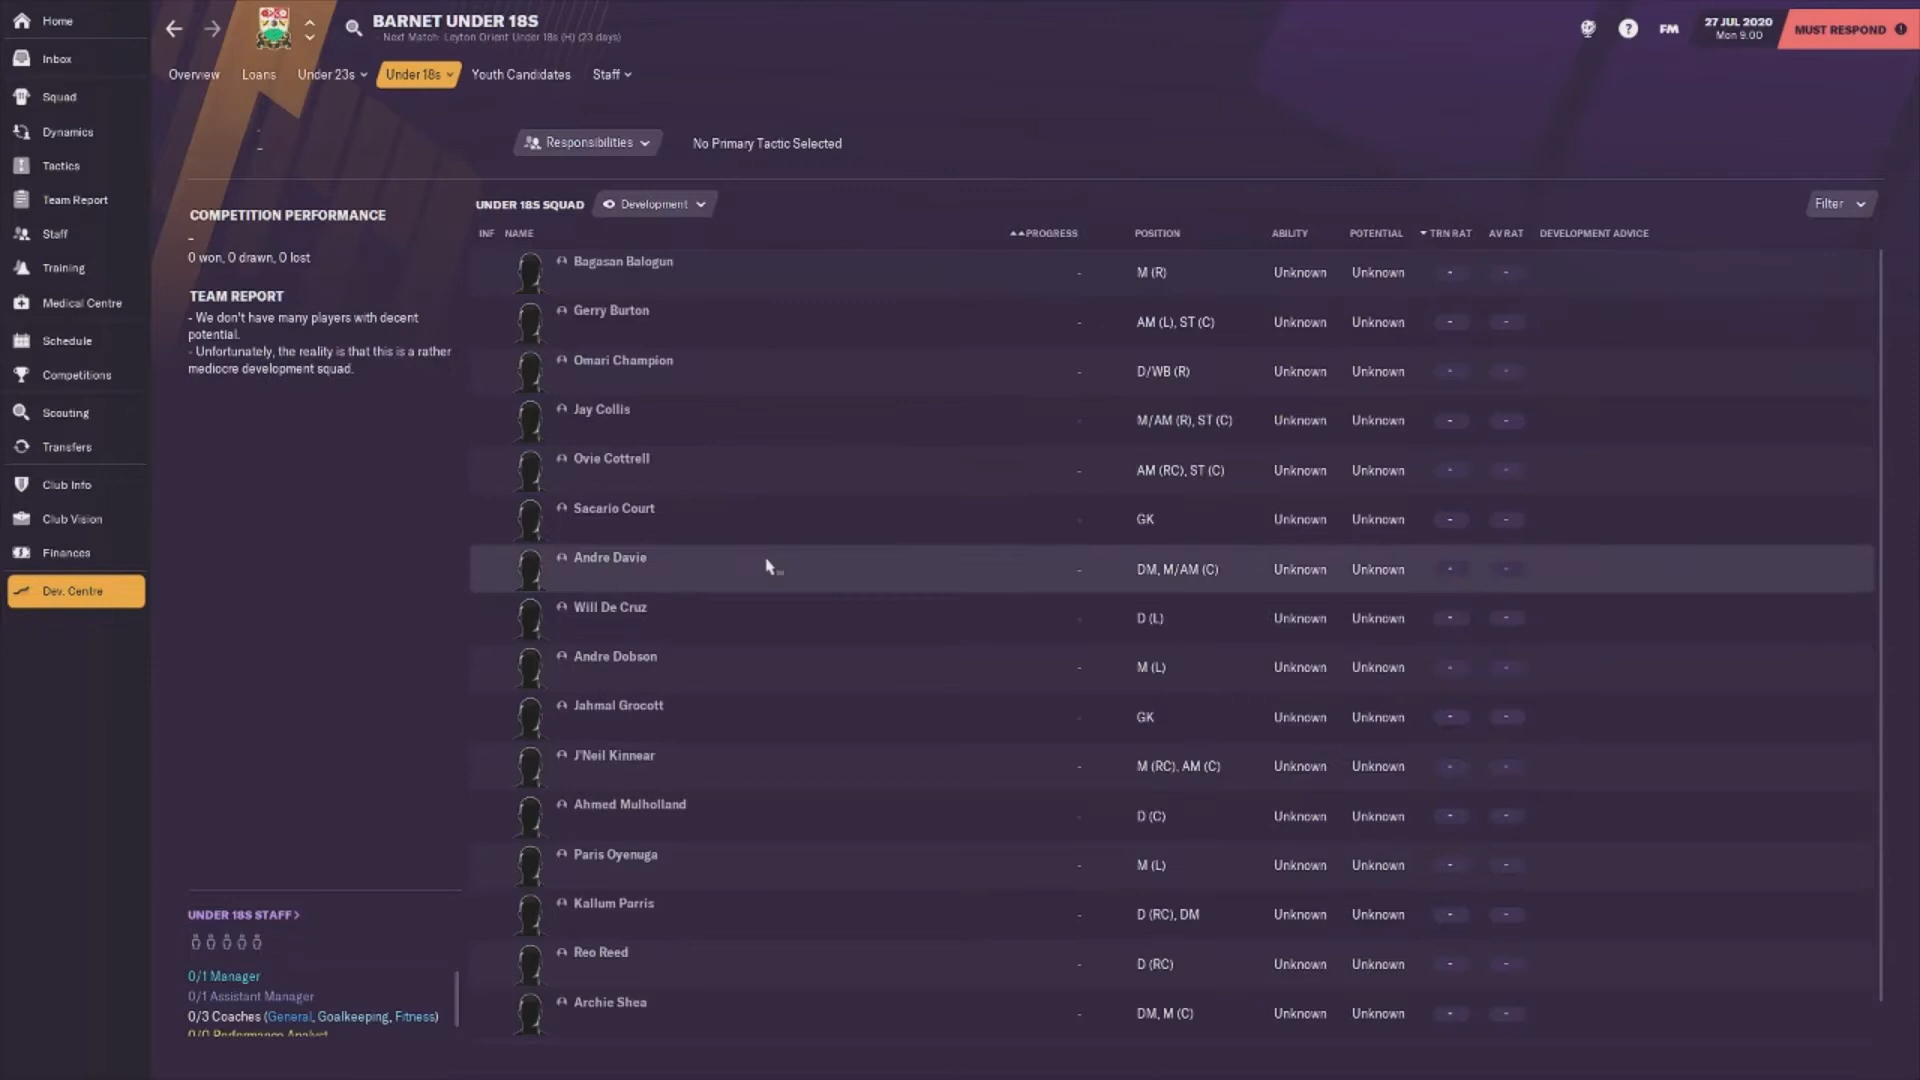 Home
Inbox
Squad
Dynamics
Tactics
Team Report
Staff
Training
Medical Centre
Schedule
Competitions
Scouting
Transfers
Club Info
Club Vision
Finances
Dev. Centre
BARNET UNDER 18S
Next Match: Leyton Orient Under 18s (H) (23 days)
FM
27 JUL 2020
Mon 9:00
MUST RESPOND
Overview Loans Under 23s Under 18s Youth Candidates Staff
Responsibilities No Primary Tactic Selected
COMPETITION PERFORMANCE
-
0 won, 0 drawn, 0 lost
TEAM REPORT
- We don't have many players with decent
potential.
- Unfortunately, the reality is that this is a rather
mediocre development squad.
UNDER 18S STAFF >
0/1 Manager
0/1 Assistant Manager
0/3 Coaches (General, Goalkeeping, Fitness)
0/0 Performance Analyst
UNDER 18S SQUAD Development Filter
INF NAME PROGRESS POSITION ABILITY POTENTIAL TRN RAT AV RAT DEVELOPMENT ADVICE
Bagasan Balogun - M (R) Unknown Unknown - -
Gerry Burton - AM (L), ST (C) Unknown Unknown - -
Omari Champion - D/WB (R) Unknown Unknown - -
Jay Collis - M/AM (R), ST (C) Unknown Unknown - -
Ovie Cottrell - AM (RC), ST (C) Unknown Unknown - -
Sacario Court - GK Unknown Unknown - -
Andre Davie - DM, M/AM (C) Unknown Unknown - -
Will De Cruz - D (L) Unknown Unknown - -
Andre Dobson - M (L) Unknown Unknown - -
Jahmal Grocott - GK Unknown Unknown - -
J'Neil Kinnear - M (RC), AM (C) Unknown Unknown - -
Ahmed Mulholland - D (C) Unknown Unknown - -
Paris Oyenuga - M (L) Unknown Unknown - -
Kallum Parris - D (RC), DM Unknown Unknown - -
Reo Reed - D (RC) Unknown Unknown - -
Archie Shea - DM, M (C) Unknown Unknown - -